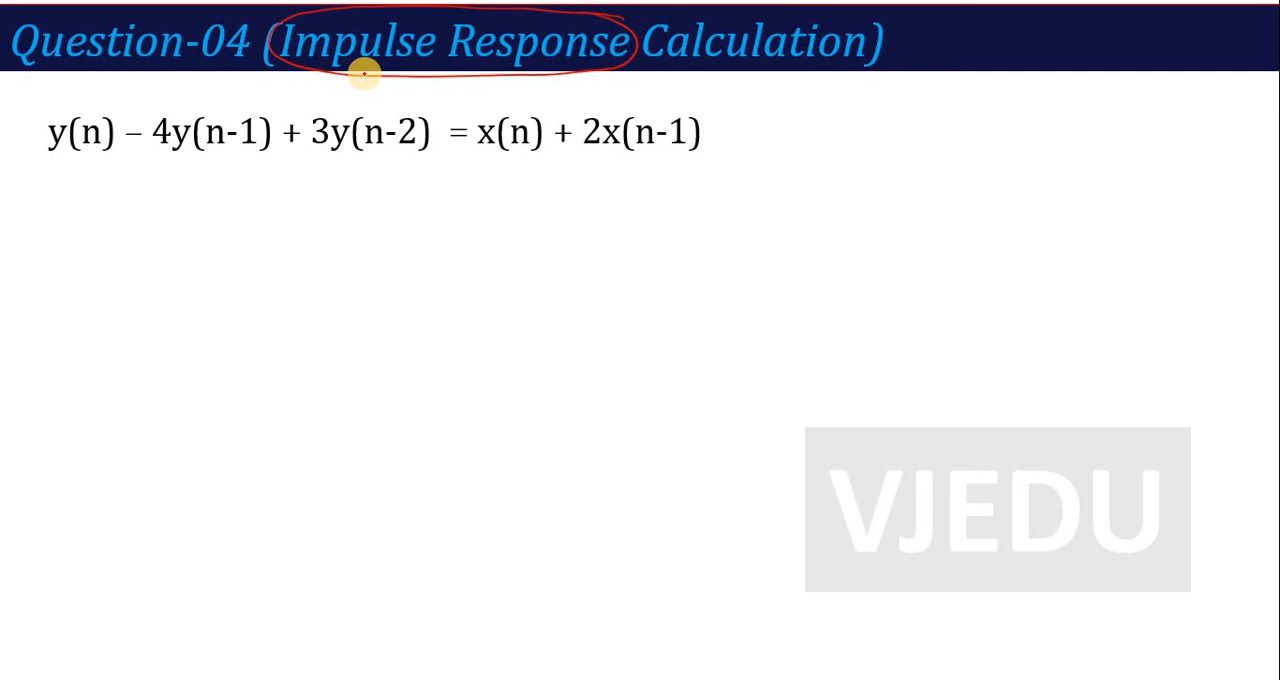 Question-04 (Impulse Response Calculation)
y(n) – 4y(n-1) + 3y(n-2) = x(n) + 2x(n-1)
VJEDU